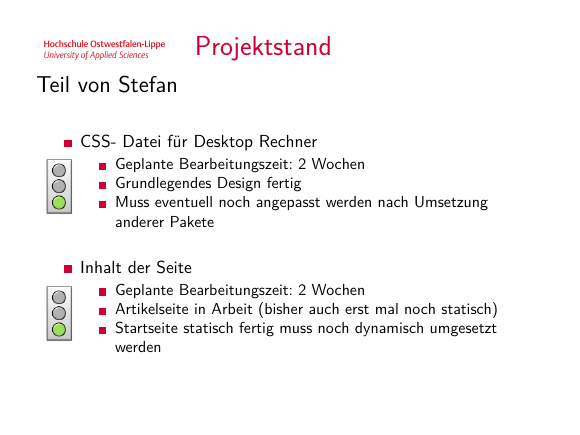 Hochschule Ostwestfalen-Lippe
University of Applied Sciences
Projektstand
Teil von Stefan
CSS- Datei für Desktop Rechner
Geplante Bearbeitungszeit: 2 Wochen
Grundlegendes Design fertig
Muss eventuell noch angepasst werden nach Umsetzung
anderer Pakete
Inhalt der Seite
Geplante Bearbeitungszeit: 2 Wochen
Artikelseite in Arbeit (bisher auch erst mal noch statisch)
Startseite statisch fertig muss noch dynamisch umgesetzt
werden